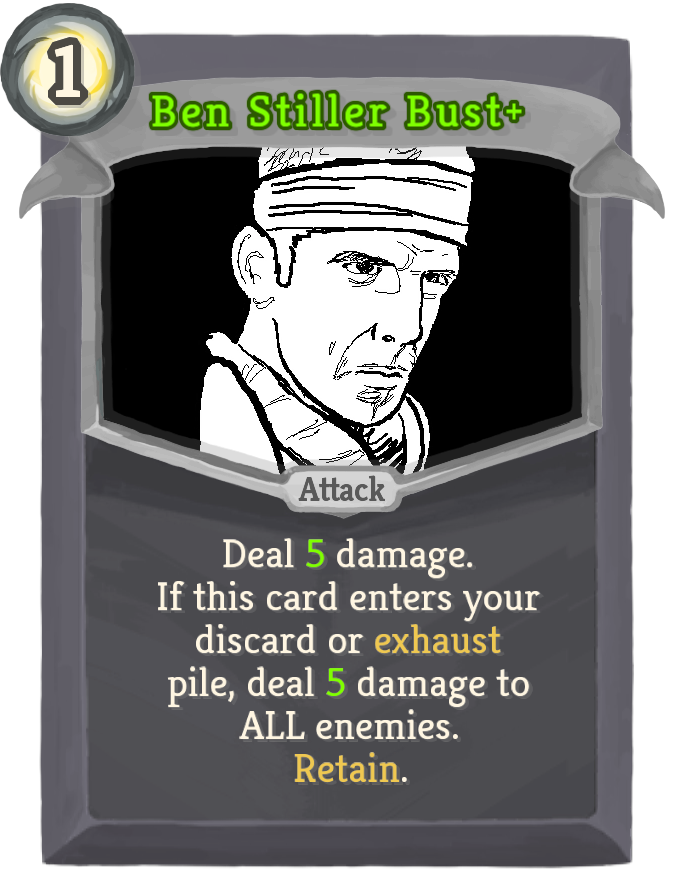 1
Ben Stiller Bust+
Attack
Deal 5 damage.
If this card enters your
discard or exhaust
pile, deal 5 damage to
ALL enemies.
Retain.